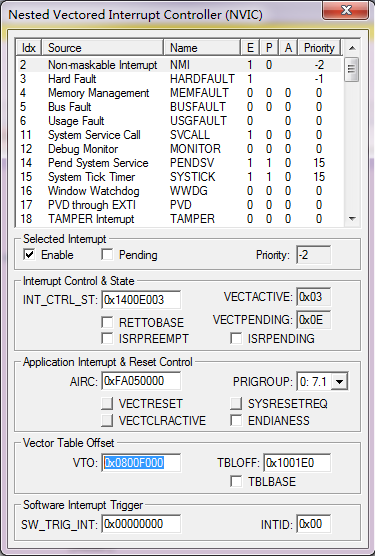 Nested Vectored Interrupt Controller (NVIC)
Idx Source Name E P A Priority
2 Non-maskable Interrupt NMI 1 0 -2
3 Hard Fault HARDFAULT 1 -1
4 Memory Management MEMFAULT 0 0 0 0
5 Bus Fault BUSFAULT 0 0 0 0
6 Usage Fault USGFAULT 0 0 0 0
11 System Service Call SVCALL 1 0 0 0
12 Debug Monitor MONITOR 0 0 0 0
14 Pend System Service PENDSV 1 1 0 15
15 System Tick Timer SYSTICK 1 1 0 15
16 Window Watchdog WWDG 0 0 0 0
17 PVD through EXTI PVD 0 0 0 0
18 TAMPER Interrupt TAMPER 0 0 0 0
Selected Interrupt
Enable Pending Priority: -2
Interrupt Control & State
INT_CTRL_ST: 0x1400E003 VECTACTIVE: 0x03
RETTOBASE VECTPENDING: 0x0E
ISRPREEMPT ISRPENDING
Application Interrupt & Reset Control
AIRC: 0xFA050000 PRIGROUP: 0: 7.1
VECTRESET SYSRESETREQ
VECTCLRACTIVE ENDIANESS
Vector Table Offset
VTO: 0x0800F000 TBLOFF: 0x1001E0
TBLBASE
Software Interrupt Trigger
SW_TRIG_INT: 0x00000000 INTID: 0x00